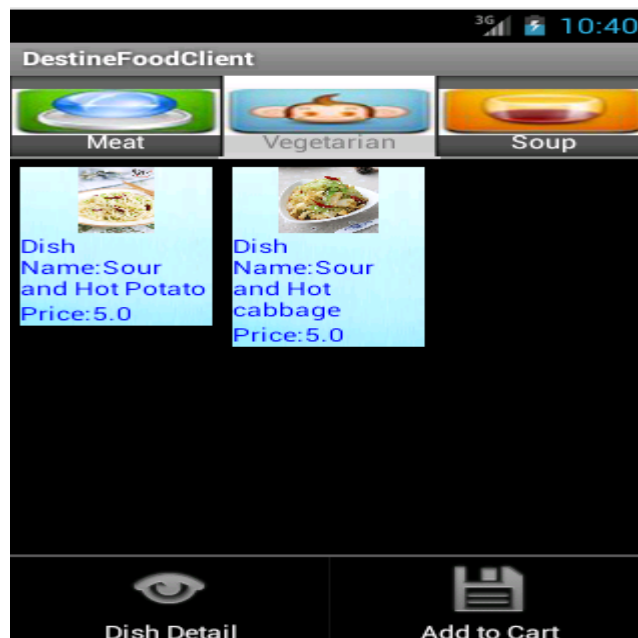 3G 10:40
DestineFoodClient
Meat Vegetarian Soup
Dish
Name:Sour
and Hot Potato
Price:5.0
Dish
Name:Sour
and Hot
cabbage
Price:5.0
Dish Detail Add to Cart